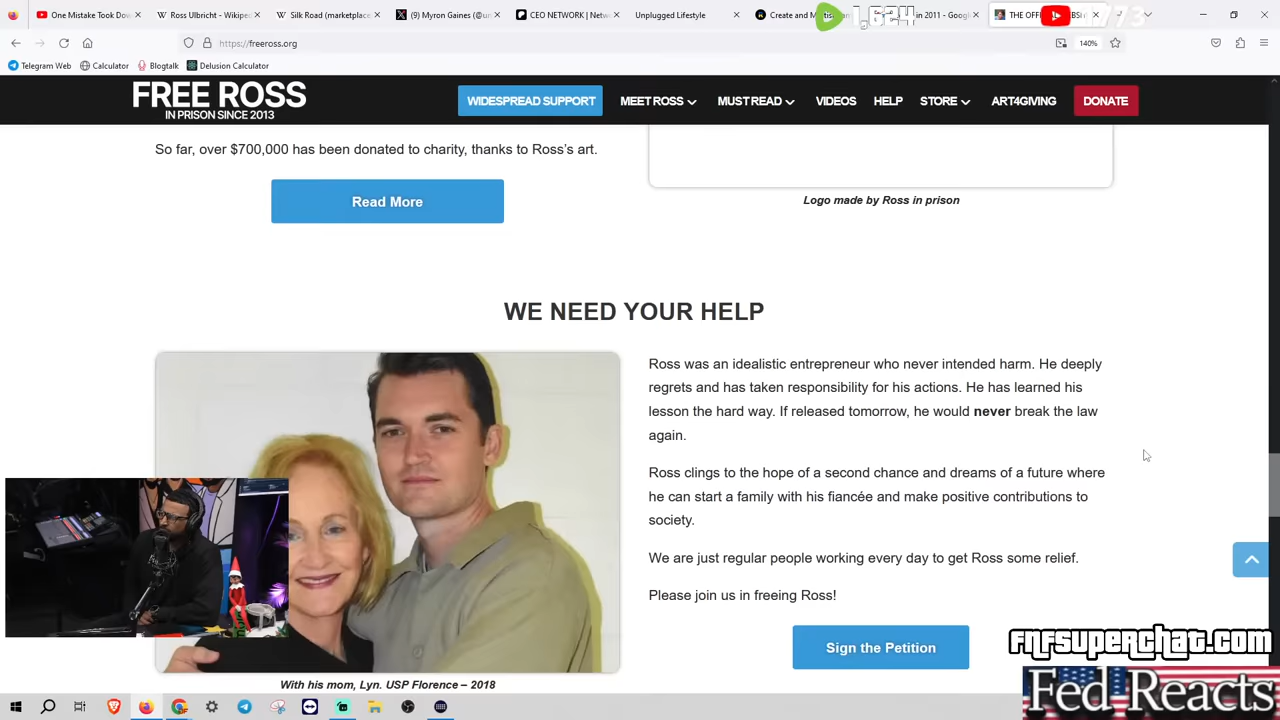 One Mistake Took Dow
Ross Ulbricht - Wikiped
Silk Road (marketplac
(9) Myron Gaines (@un
CEO NETWORK | Netw
Unplugged Lifestyle
in 2011 - Googl
THE OFF
1,624
773
https://freeross.org
140%
Telegram Web
Calculator
Blogtalk
Delusion Calculator
FREE ROSS
IN PRISON SINCE 2013
WIDESPREAD SUPPORT
MEET ROSS
MUST READ
VIDEOS
HELP
STORE
ART4GIVING
DONATE
So far, over $700,000 has been donated to charity, thanks to Ross's art.
Read More
Logo made by Ross in prison
WE NEED YOUR HELP
Ross was an idealistic entrepreneur who never intended harm. He deeply
regrets and has taken responsibility for his actions. He has learned his
lesson the hard way. If released tomorrow, he would never break the law
again.
Ross clings to the hope of a second chance and dreams of a future where
he can start a family with his fiancée and make positive contributions to
society.
We are just regular people working every day to get Ross some relief.
Please join us in freeing Ross!
Sign the Petition
With his mom, Lyn. USP Florence – 2018
FNFSUPERCHAT.COM
Fed Reacts